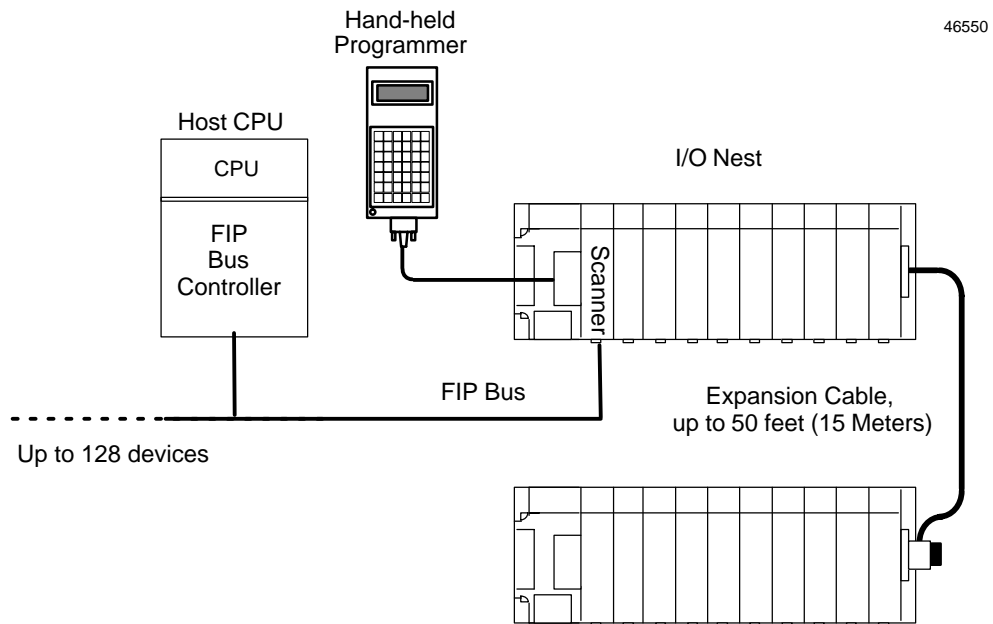 Hand-held
Programmer
46550
Host CPU
CPU
I/O Nest
FIP
Bus
Controller
Scanner
FIP Bus
Expansion Cable,
up to 50 feet (15 Meters)
Up to 128 devices